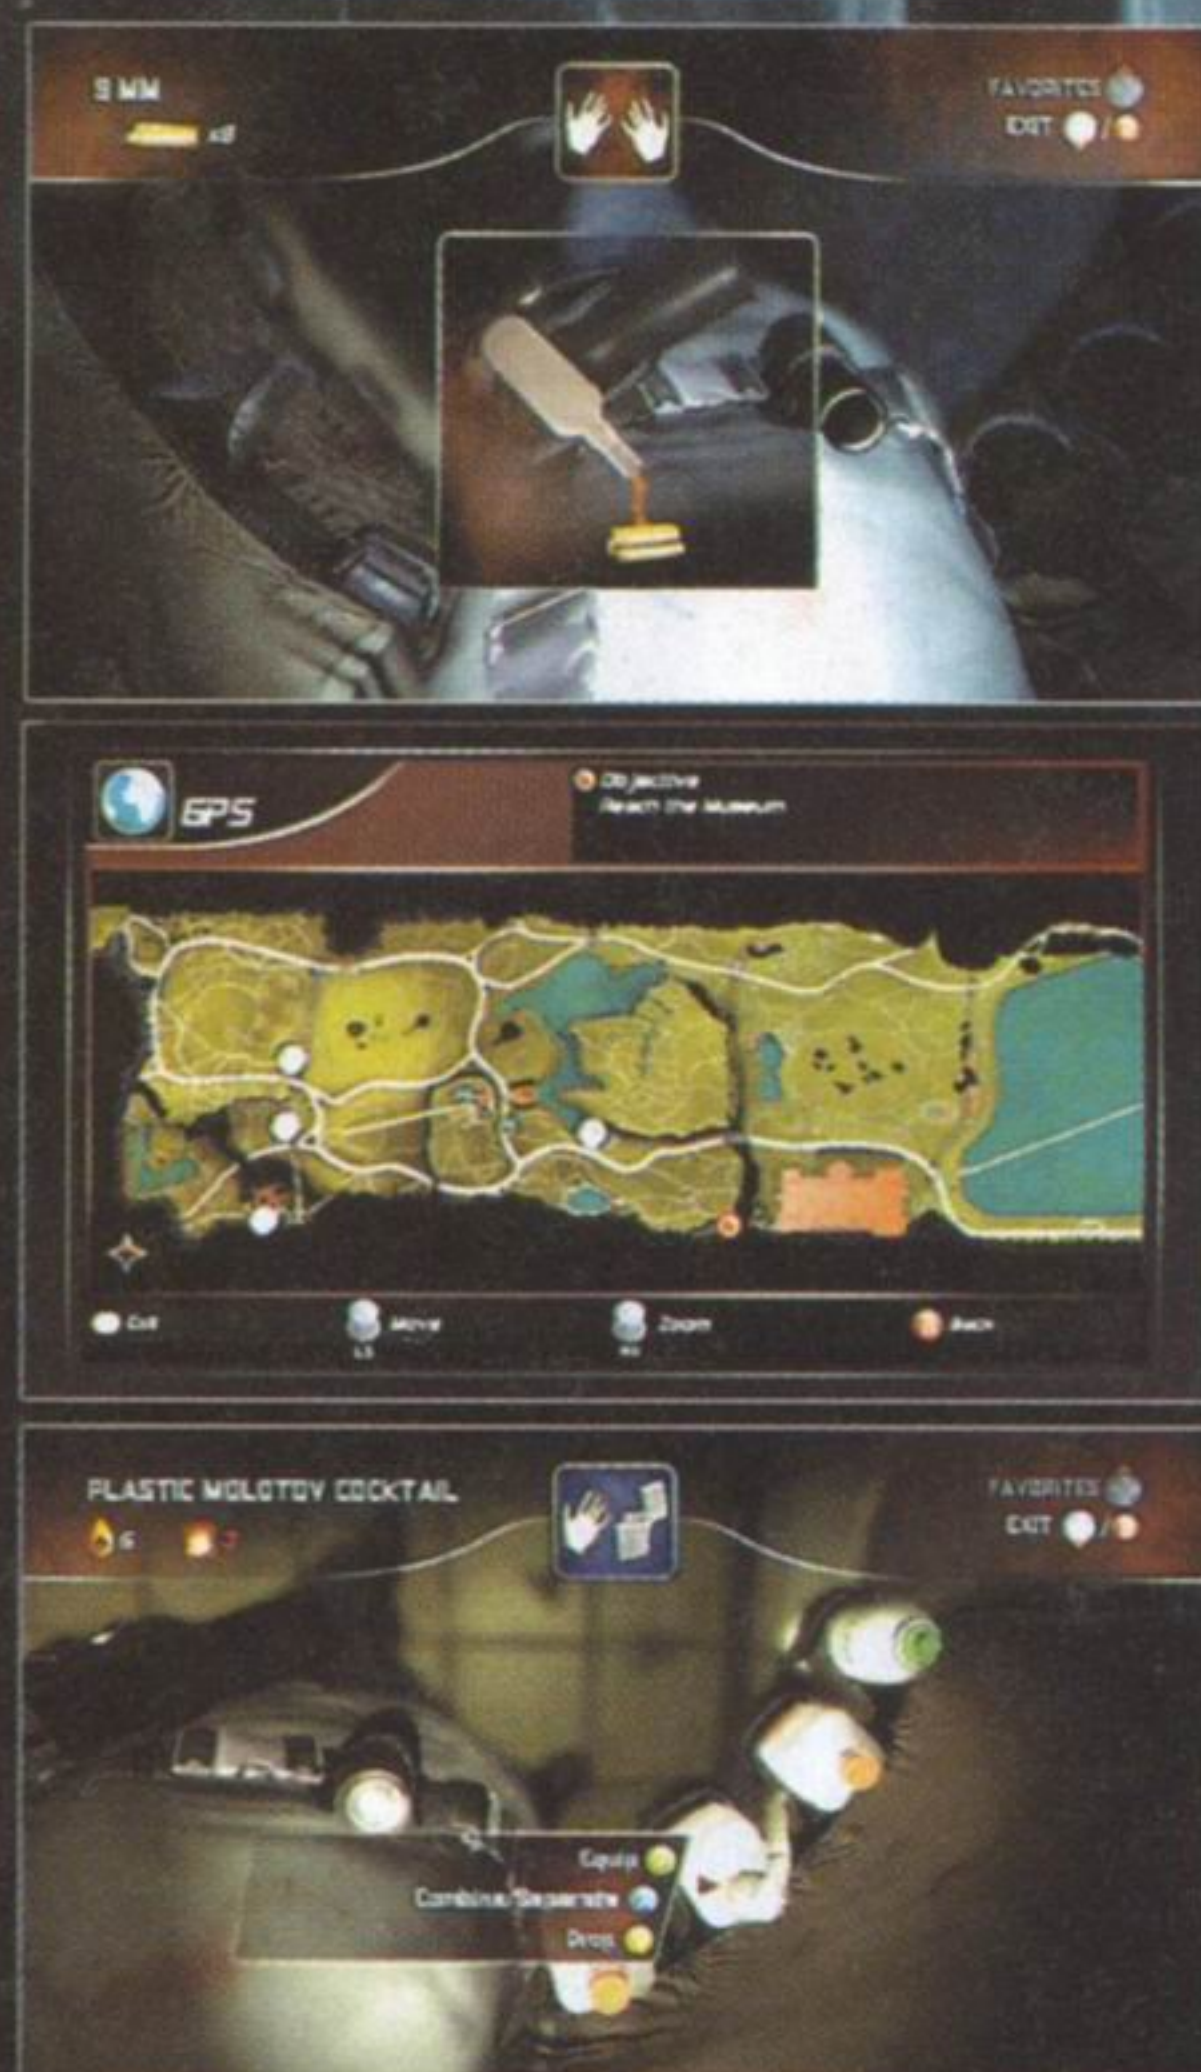 9 MM
x8
FAVORITES
EXIT /
GPS
Objective
Reach the Museum
Exit
Move
LS
Zoom
RS
Back
PLASTIC MOLOTOV COCKTAIL
6
FAVORITES
EXIT /
Equip
Combine/Separate
Drop